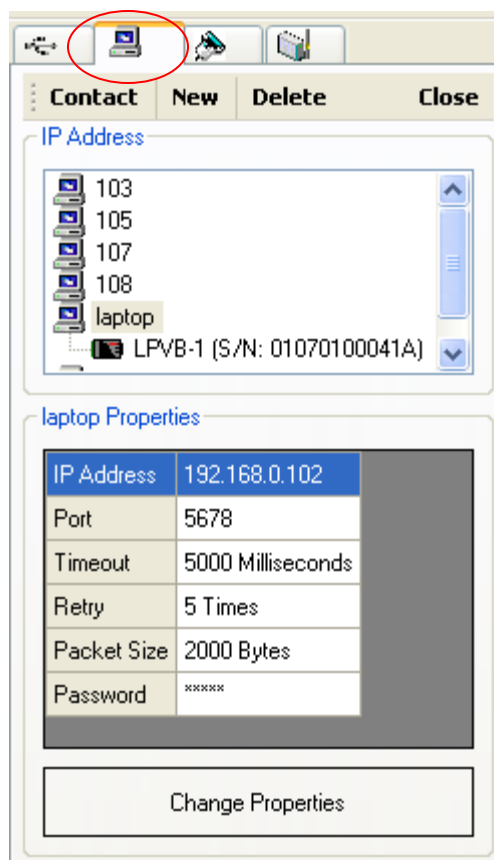 Contact New Delete Close
IP Address
103
105
107
108
laptop
LPVB-1 (S/N: 01070100041A)
laptop Properties
IP Address 192.168.0.102
Port 5678
Timeout 5000 Milliseconds
Retry 5 Times
Packet Size 2000 Bytes
Password *****
Change Properties